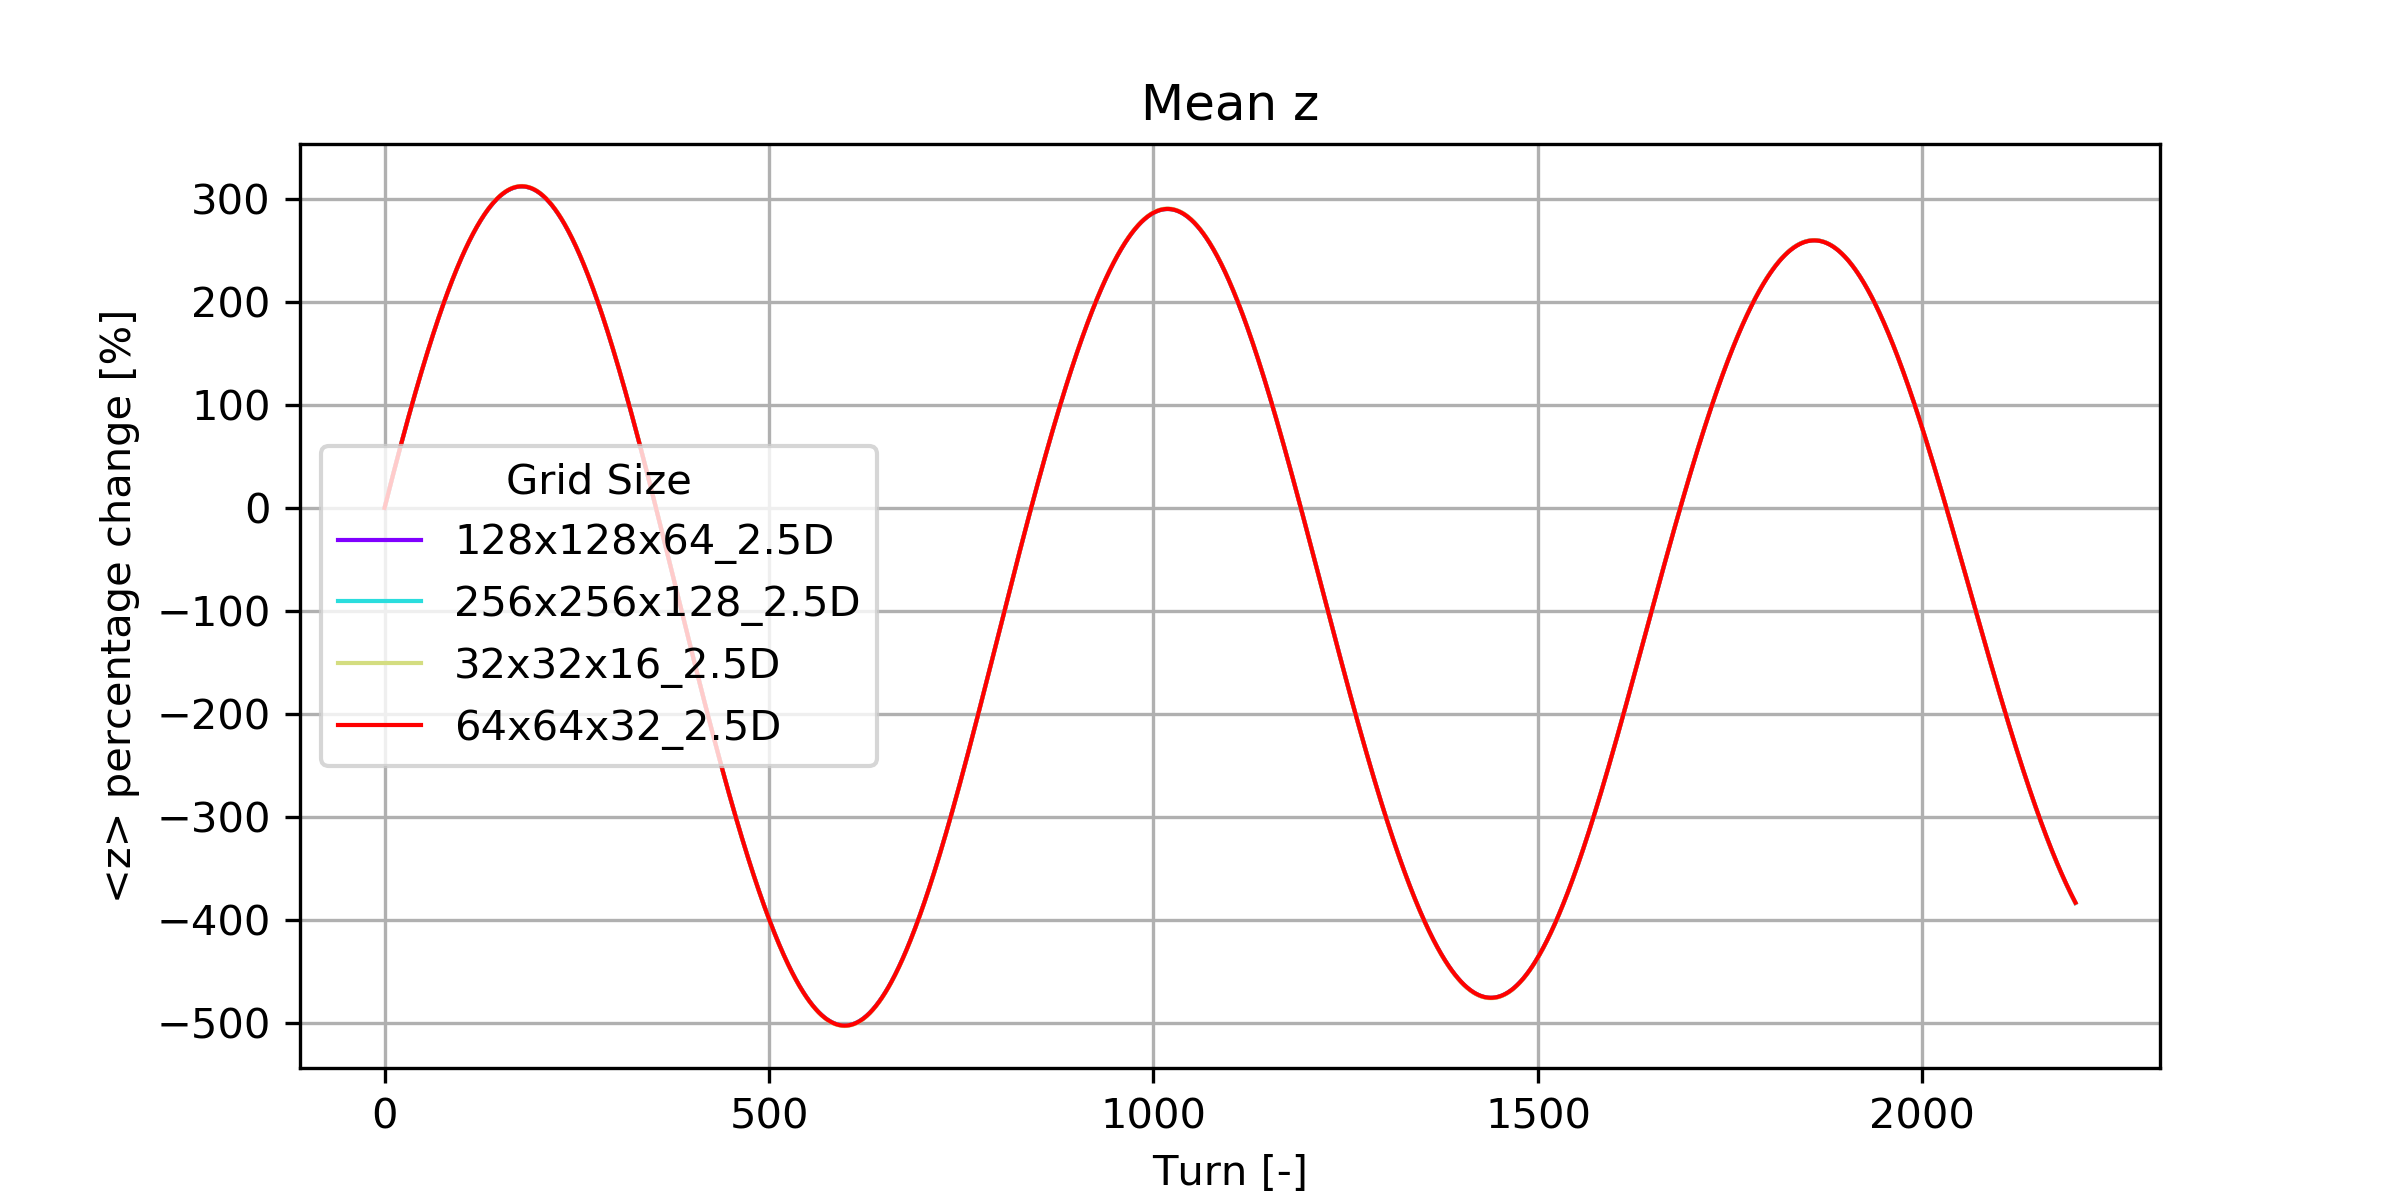 Mean z
<z> percentage change [%]
300
200
100
0
−100
−200
−300
−400
−500
Grid Size
128x128x64_2.5D
256x256x128_2.5D
32x32x16_2.5D
64x64x32_2.5D
0 500 1000 1500 2000
Turn [-]